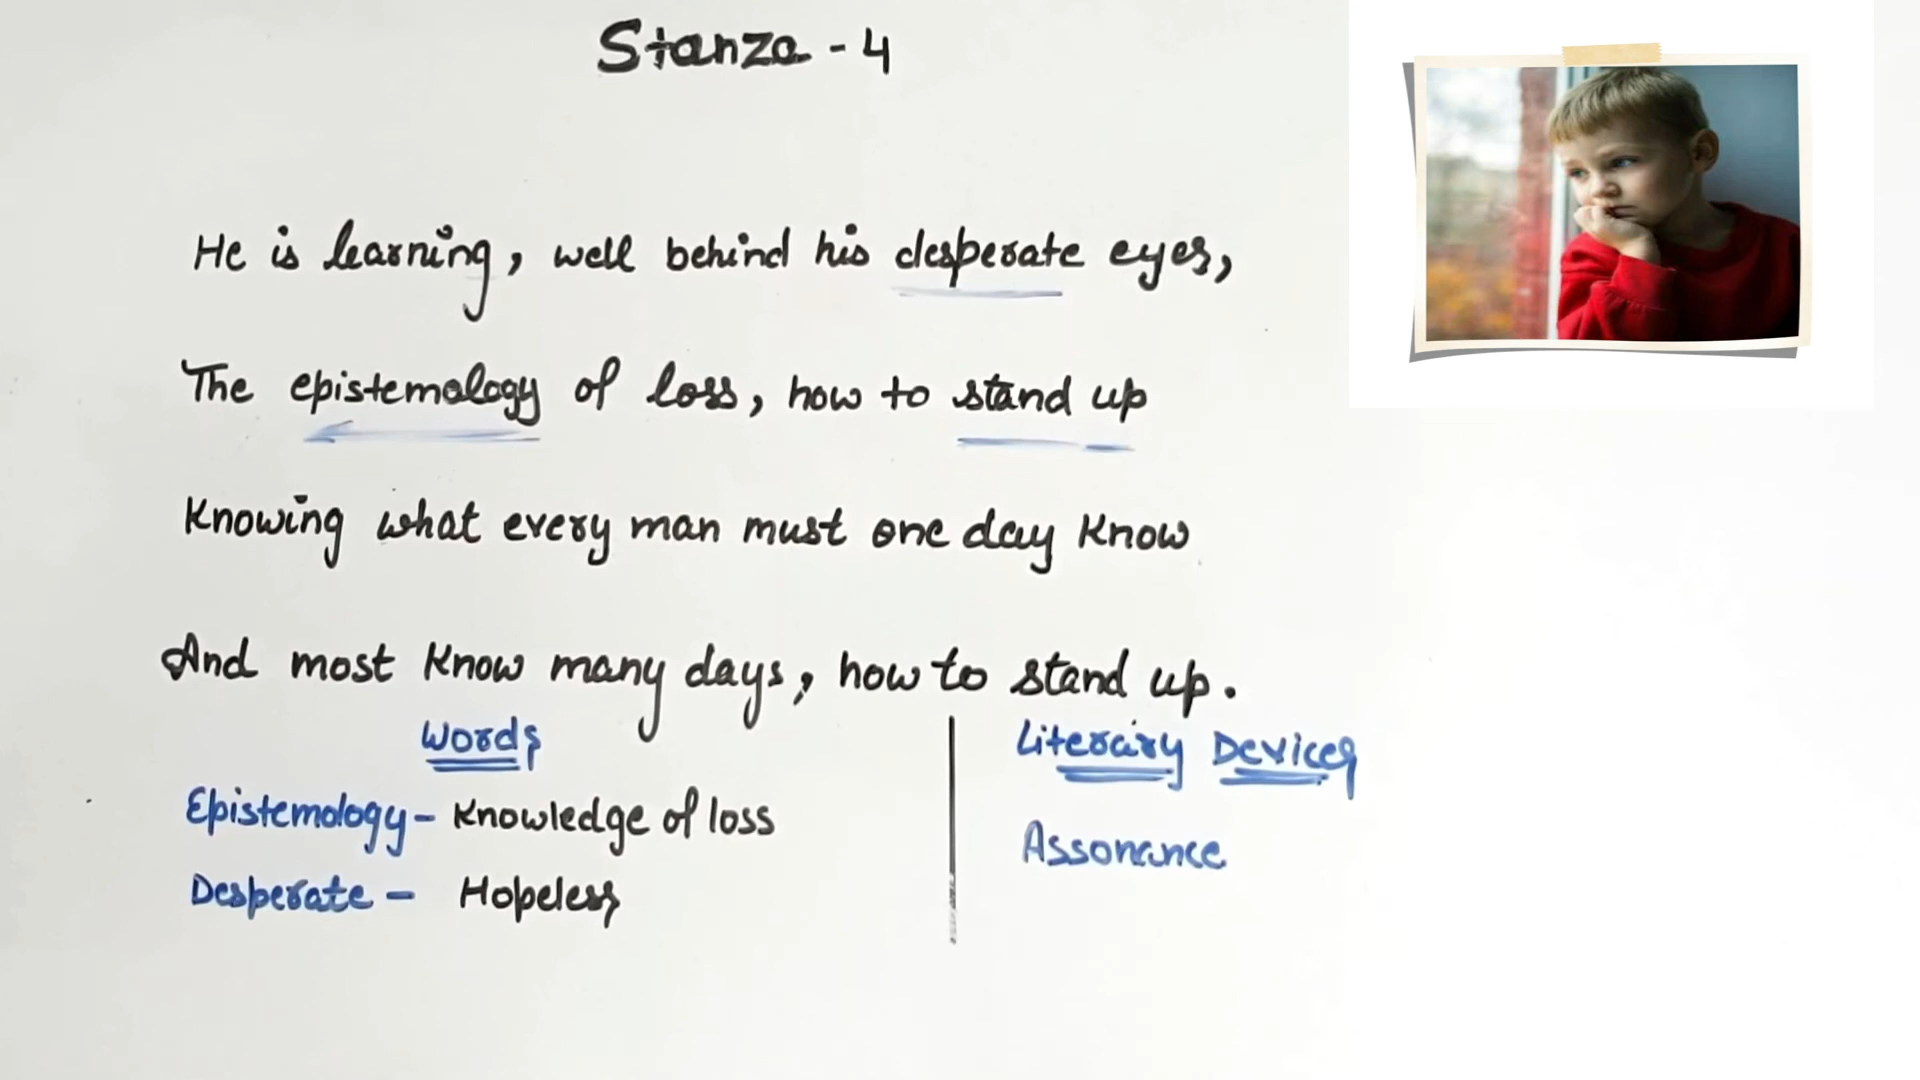 Stanza - 4
He is learning, well behind his desperate eyes,
The epistemology of loss, how to stand up
Knowing what every man must one day know
And most know many days, how to stand up.
Words
Epistemology - Knowledge of loss
Desperate - Hopeless
Literary Devices
Assonance